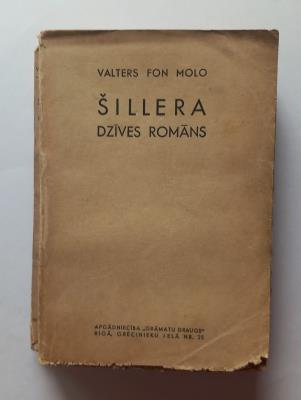 VALTERS FON MOLO
ŠILLERA
DZĪVES ROMĀNS
APGĀDNIECĪBA „GRĀMATU DRAUGS"
RĪGĀ, GRĒCINIEKU IELĀ NR. 25